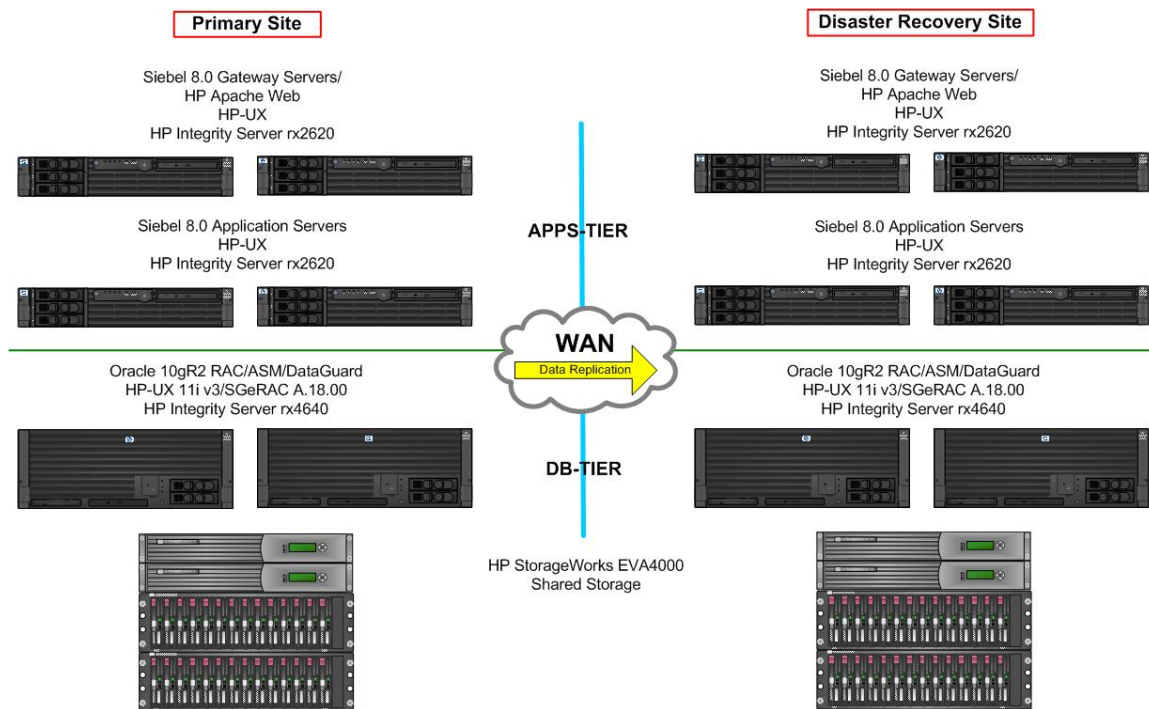 Primary Site
Disaster Recovery Site
Siebel 8.0 Gateway Servers/
HP Apache Web
HP-UX
HP Integrity Server rx2620
Siebel 8.0 Gateway Servers/
HP Apache Web
HP-UX
HP Integrity Server rx2620
Siebel 8.0 Application Servers
HP-UX
HP Integrity Server rx2620
APPS-TIER
Siebel 8.0 Application Servers
HP-UX
HP Integrity Server rx2620
WAN
Data Replication
Oracle 10gR2 RAC/ASM/DataGuard
HP-UX 11i v3/SGeRAC A.18.00
HP Integrity Server rx4640
Oracle 10gR2 RAC/ASM/DataGuard
HP-UX 11i v3/SGeRAC A.18.00
HP Integrity Server rx4640
DB-TIER
HP StorageWorks EVA4000
Shared Storage